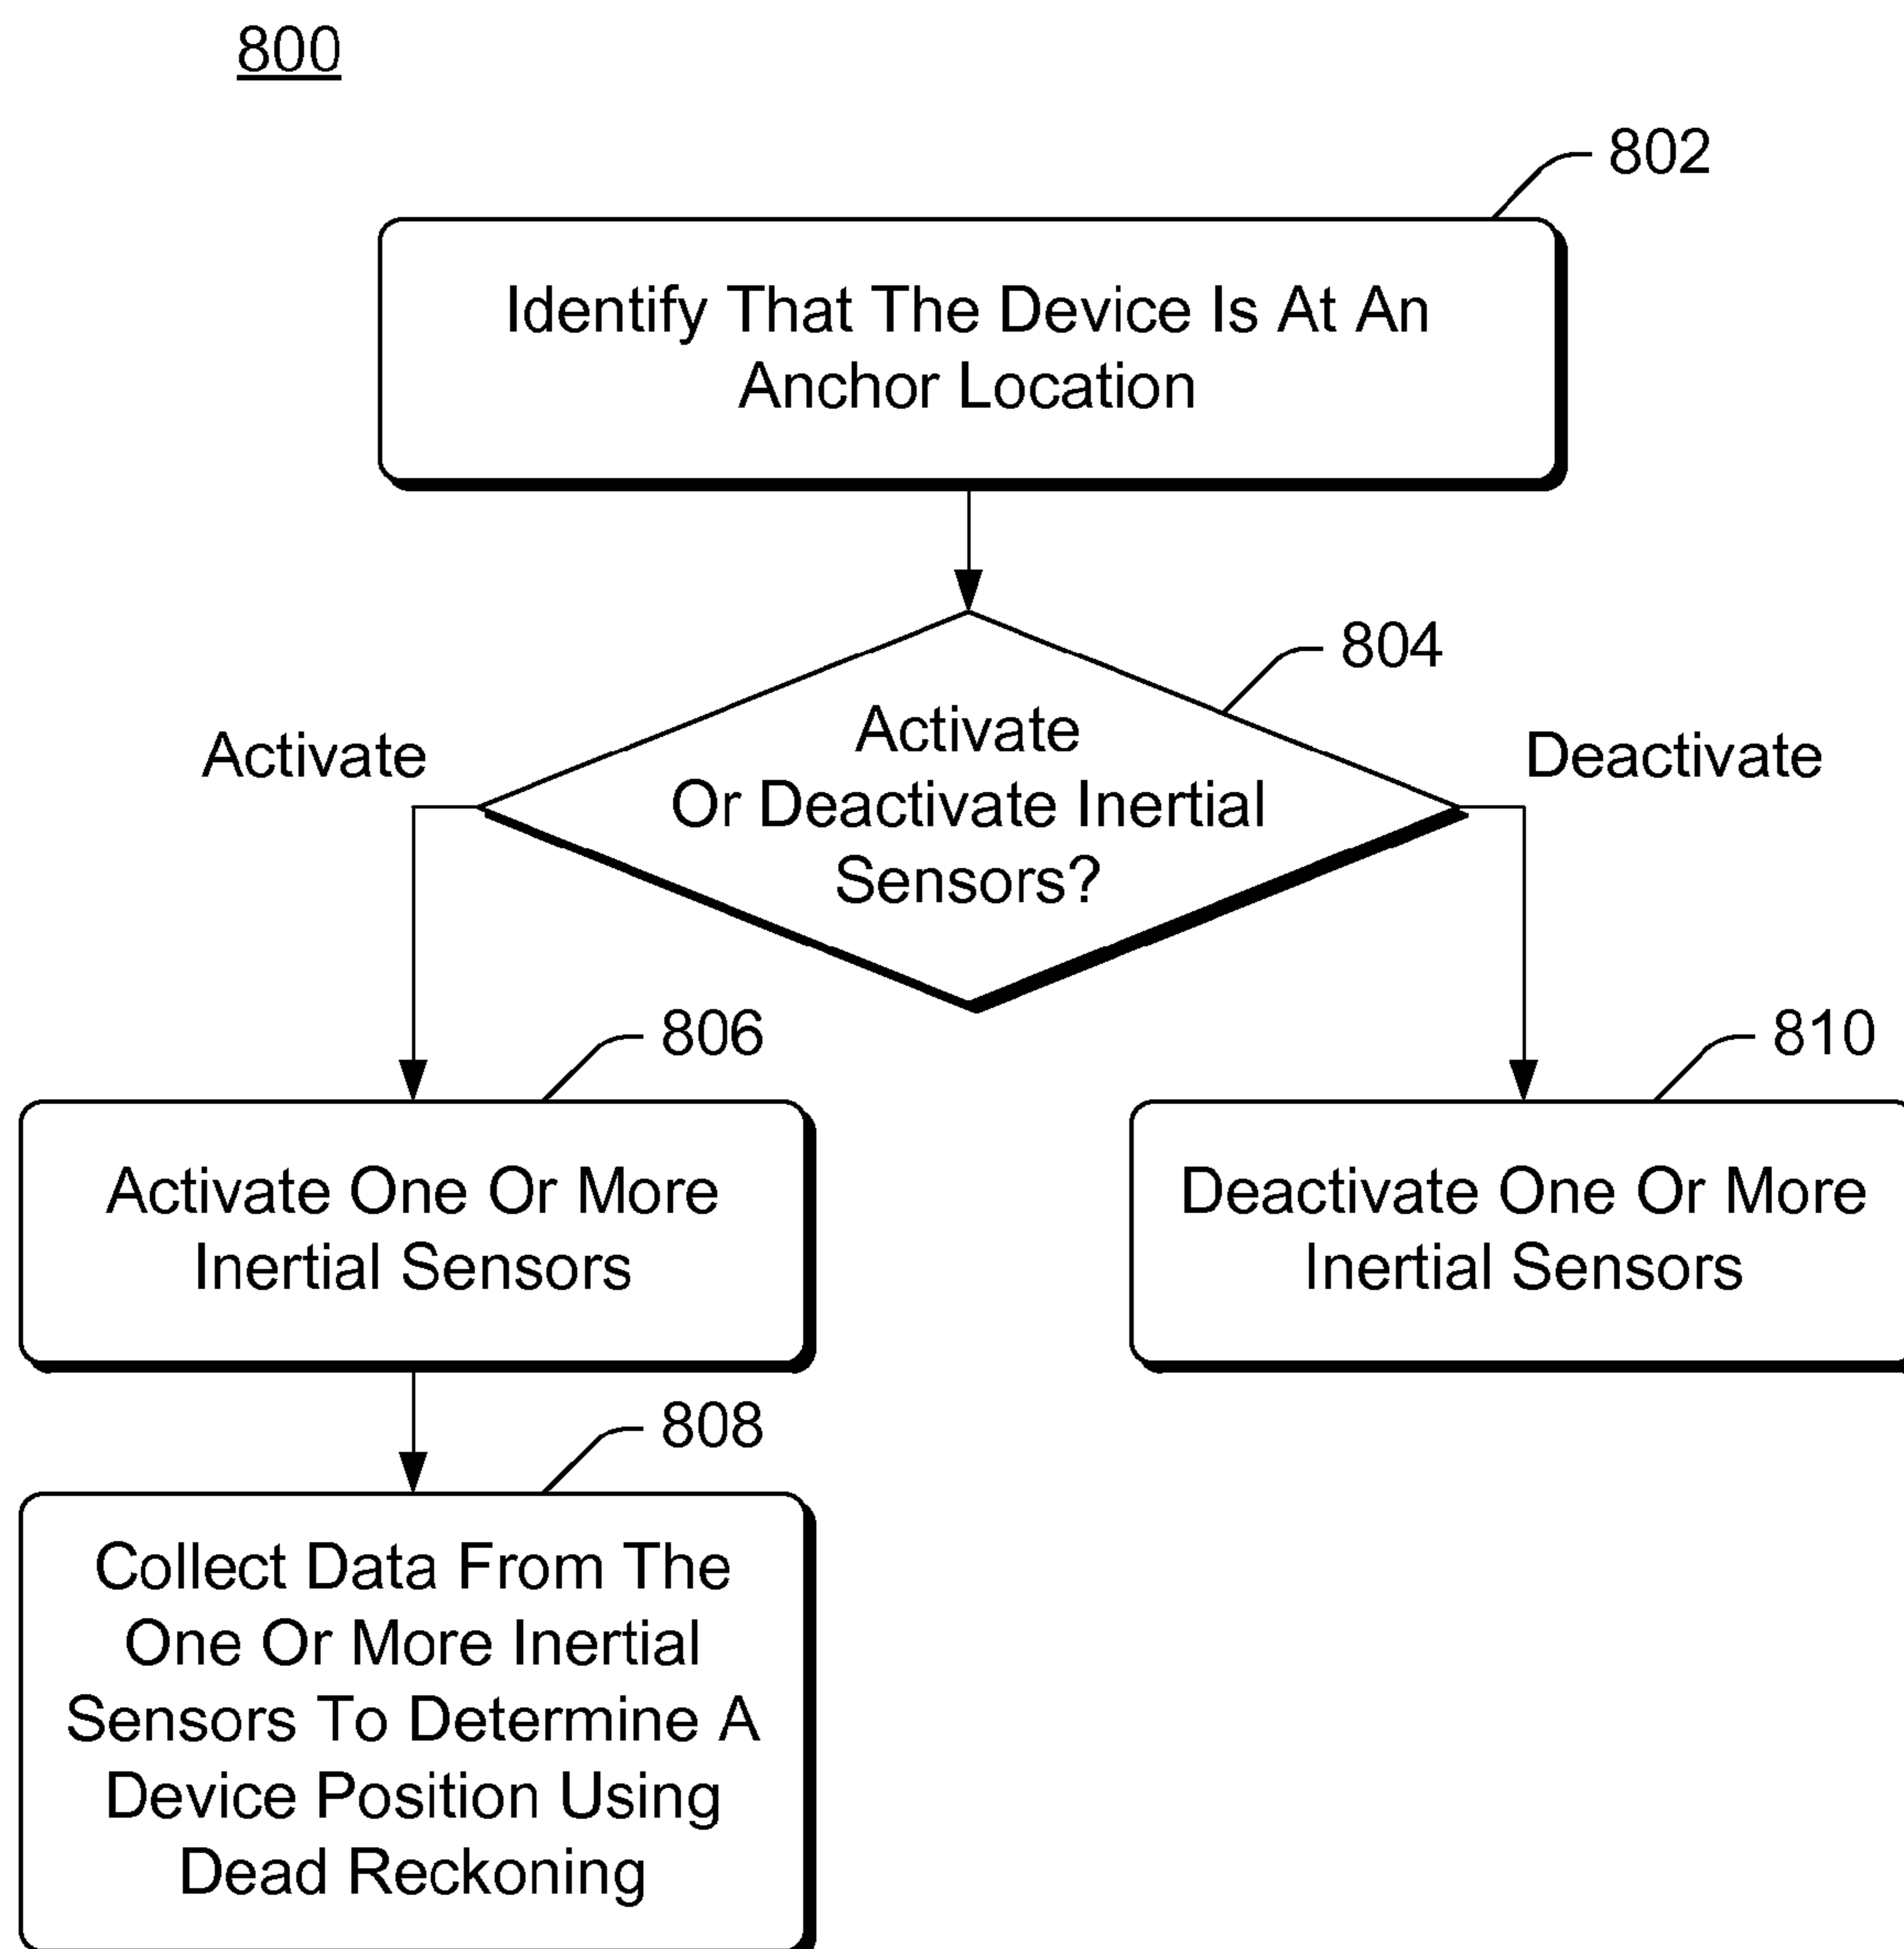 800
802
Identify That The Device Is At An
Anchor Location
804
Activate
Or Deactivate Inertial
Sensors?
Activate
Deactivate
806
Activate One Or More
Inertial Sensors
810
Deactivate One Or More
Inertial Sensors
808
Collect Data From The
One Or More Inertial
Sensors To Determine A
Device Position Using
Dead Reckoning